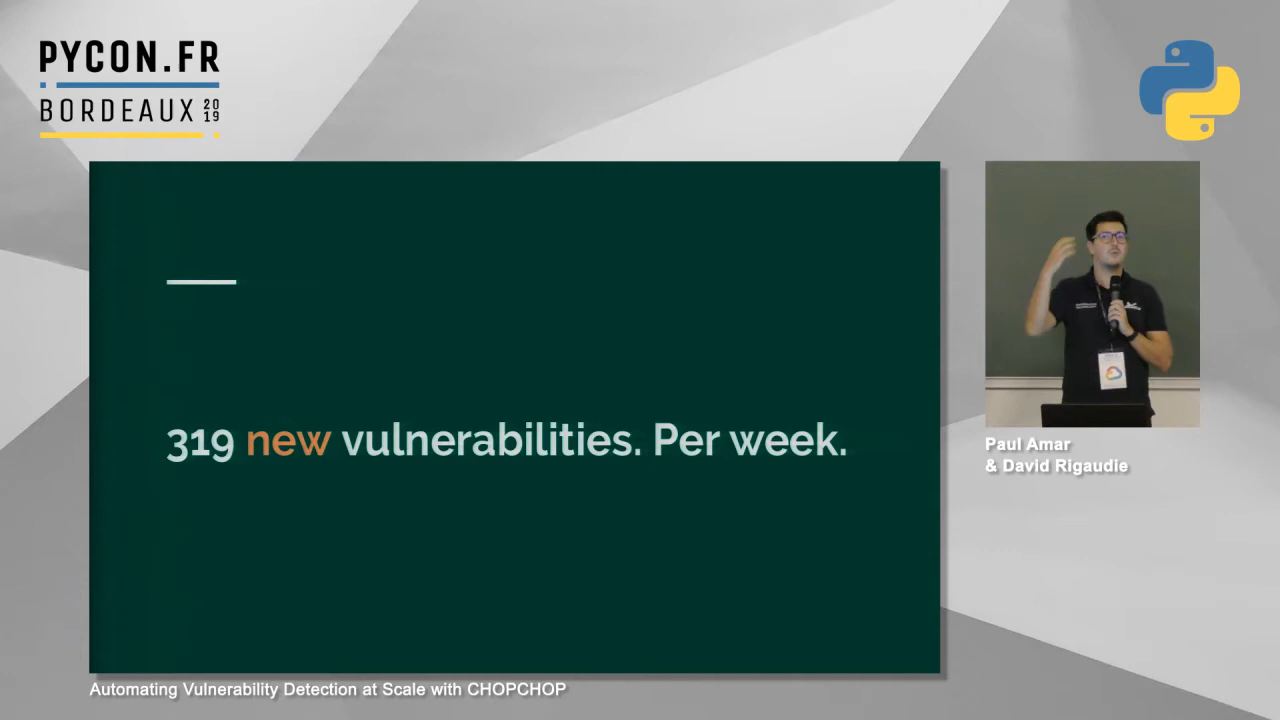 PYCON.FR
BORDEAUX 2019
319 new vulnerabilities. Per week.
Paul Amar
& David Rigaudie
Automating Vulnerability Detection at Scale with CHOPCHOP